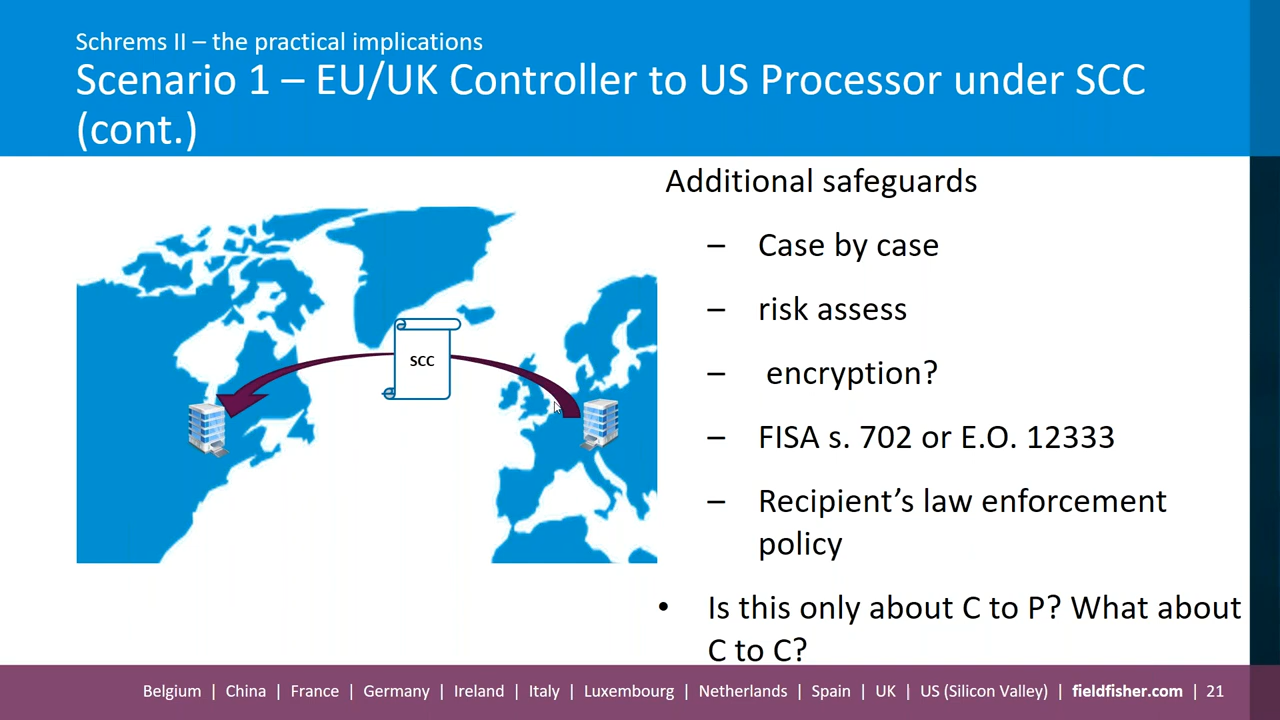 Schrems II – the practical implications
Scenario 1 – EU/UK Controller to US Processor under SCC
(cont.)
Additional safeguards
– Case by case
– risk assess
– encryption?
– FISA s. 702 or E.O. 12333
– Recipient’s law enforcement
policy
• Is this only about C to P? What about
C to C?
SCC
Belgium | China | France | Germany | Ireland | Italy | Luxembourg | Netherlands | Spain | UK | US (Silicon Valley) | fieldfisher.com | 21